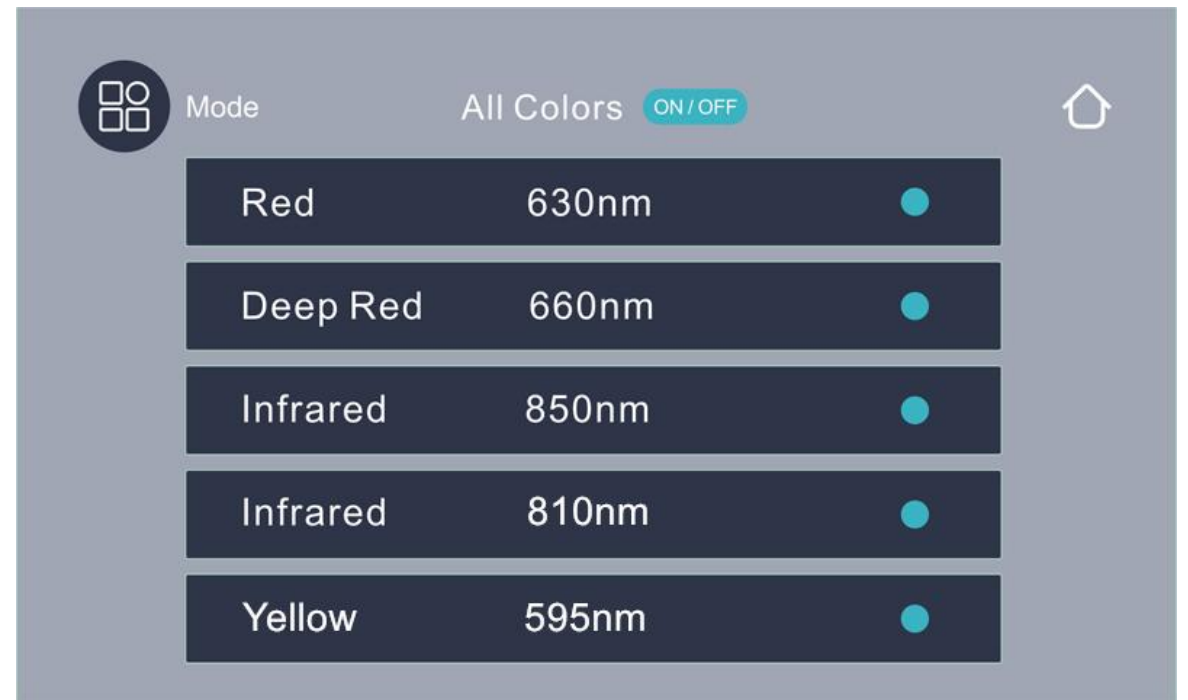 Mode All Colors ON / OFF
Red 630nm
Deep Red 660nm
Infrared 850nm
Infrared 810nm
Yellow 595nm